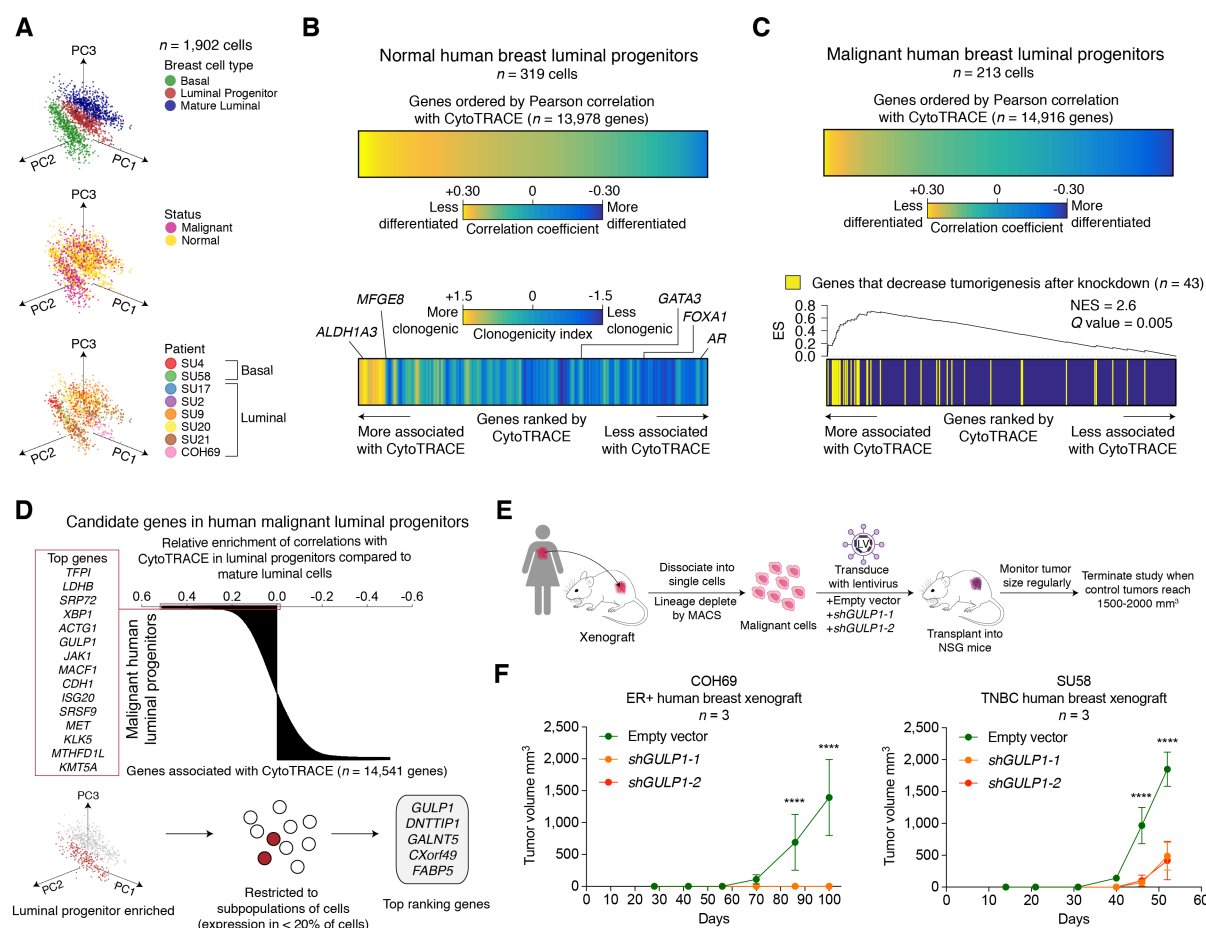 A
n = 1,902 cells
Breast cell type
Basal
Luminal Progenitor
Mature Luminal
PC3
PC2
PC1
Status
Malignant
Normal
PC3
PC2
PC1
Patient
SU4
SU58
SU17
SU2
SU9
SU20
SU21
COH69
Basal
Luminal
PC3
PC2
PC1
B
Normal human breast luminal progenitors
n = 319 cells
Genes ordered by Pearson correlation
with CytoTRACE (n = 13,978 genes)
+0.30 0 -0.30
Less
differentiated
More
differentiated
Correlation coefficient
+1.5 0 -1.5
More
clonogenic
Less
clonogenic
Clonogenicity index
ALDH1A3
MFGE8
GATA3
FOXA1
AR
More associated
with CytoTRACE
Genes ranked by
CytoTRACE
Less associated
with CytoTRACE
C
Malignant human breast luminal progenitors
n = 213 cells
Genes ordered by Pearson correlation
with CytoTRACE (n = 14,916 genes)
+0.30 0 -0.30
Less
differentiated
More
differentiated
Correlation coefficient
Genes that decrease tumorigenesis after knockdown (n = 43)
ES
0.8
0.6
0.4
0.2
0.0
NES = 2.6
Q value = 0.005
More associated
with CytoTRACE
Genes ranked by
CytoTRACE
Less associated
with CytoTRACE
D
Candidate genes in human malignant luminal progenitors
Relative enrichment of correlations with
CytoTRACE in luminal progenitors compared to
mature luminal cells
Top genes
TFPI
LDHB
SRP72
XBP1
ACTG1
GULP1
JAK1
MACF1
CDH1
ISG20
SRSF9
MET
KLK5
MTHFD1L
KMT5A
0.6 0.4 0.2 0.0 -0.2 -0.4 -0.6
Malignant human
luminal progenitors
Genes associated with CytoTRACE (n = 14,541 genes)
PC3
PC2
PC1
Luminal progenitor enriched
Restricted to
subpopulations of cells
(expression in < 20% of cells)
GULP1
DNTTIP1
GALNT5
CXorf49
FABP5
Top ranking genes
E
Xenograft
Dissociate into
single cells
Lineage deplete
by MACS
Malignant cells
LV
Transduce
with lentivirus
+Empty vector
+shGULP1-1
+shGULP1-2
Transplant into
NSG mice
Monitor tumor
size regularly
Terminate study when
control tumors reach
1500-2000 mm³
F
COH69
ER+ human breast xenograft
n = 3
Tumor volume mm³
2,500
2,000
1,500
1,000
500
0
Empty vector
shGULP1-1
shGULP1-2
****
****
0 10 20 30 40 50 60 70 80 90 100
Days
SU58
TNBC human breast xenograft
n = 3
Tumor volume mm³
2,500
2,000
1,500
1,000
500
0
Empty vector
shGULP1-1
shGULP1-2
****
****
0 10 20 30 40 50 60
Days